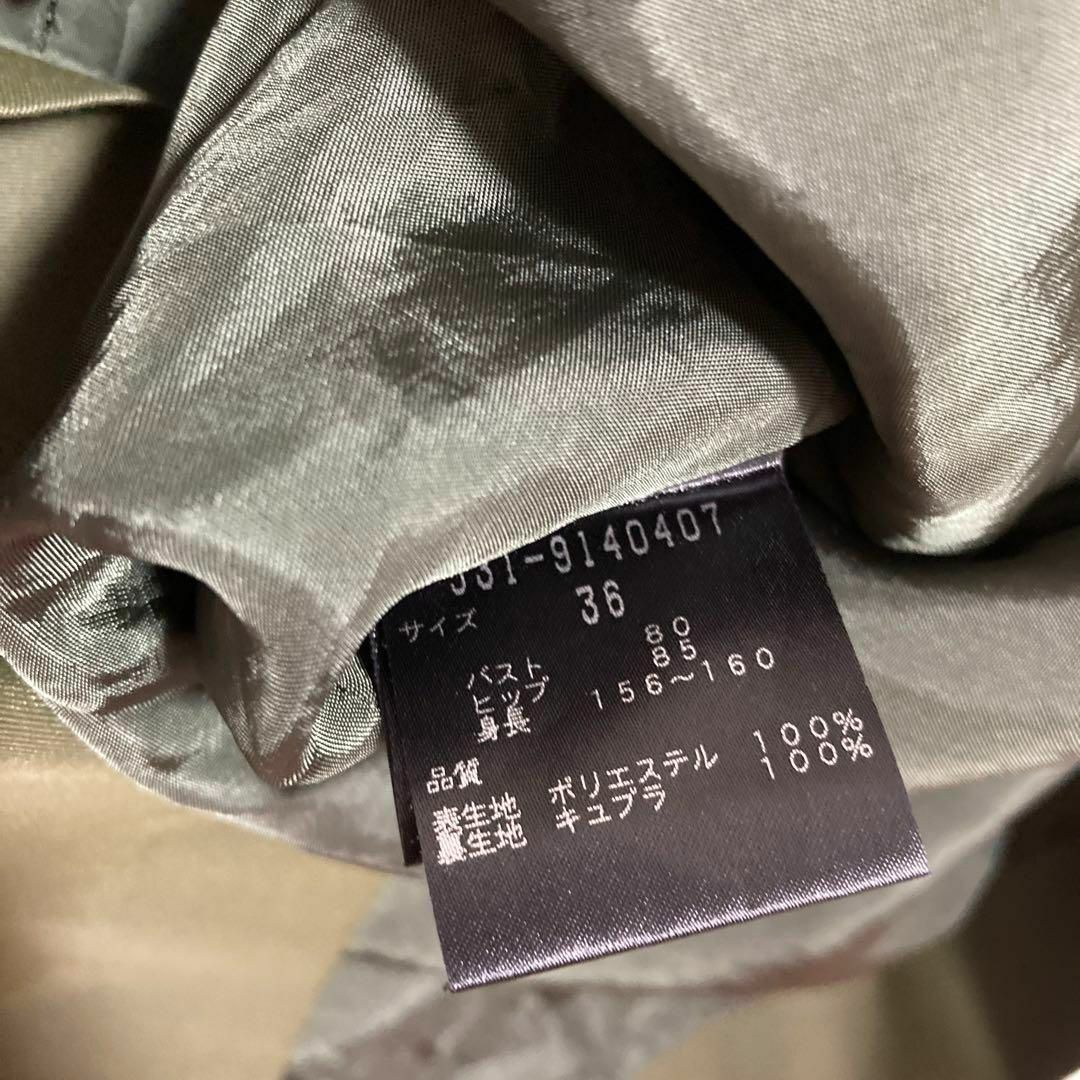 531-9140407
サイズ 36
バスト 80
ヒップ 85
身長 156～160
品質
表生地 ポリエステル 100%
裏生地 キュプラ 100%